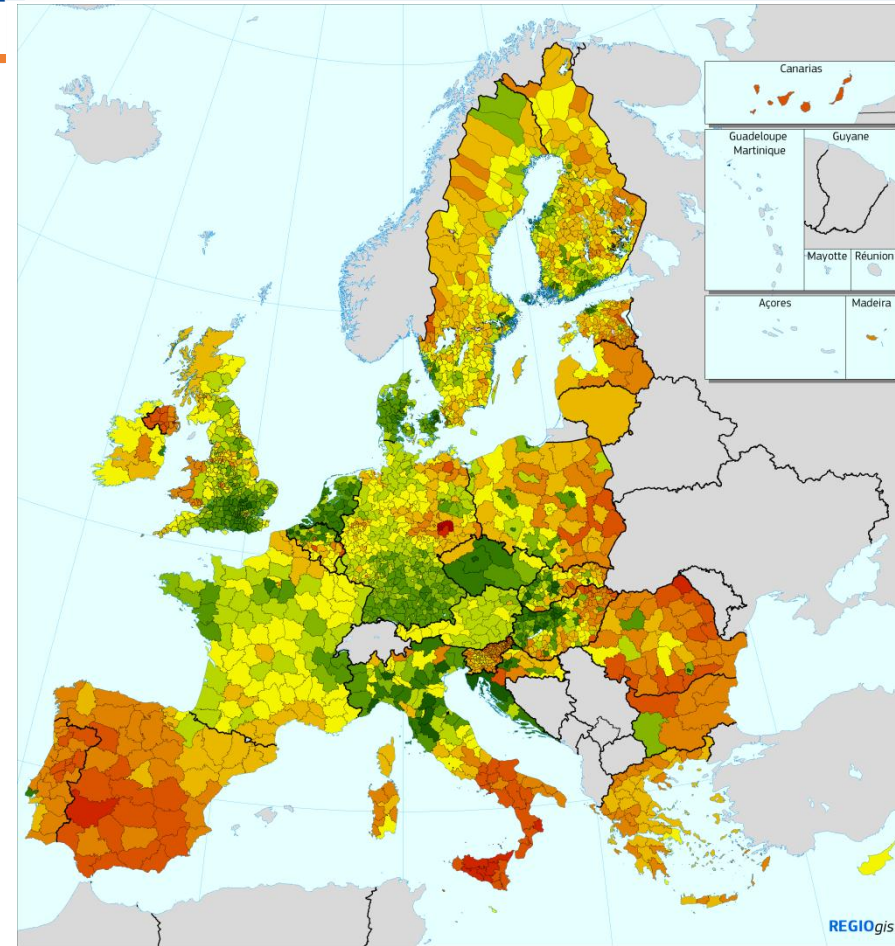 Canarias
Guadeloupe
Martinique
Guyane
Mayotte
Réunion
Açores
Madeira
REGIOgis